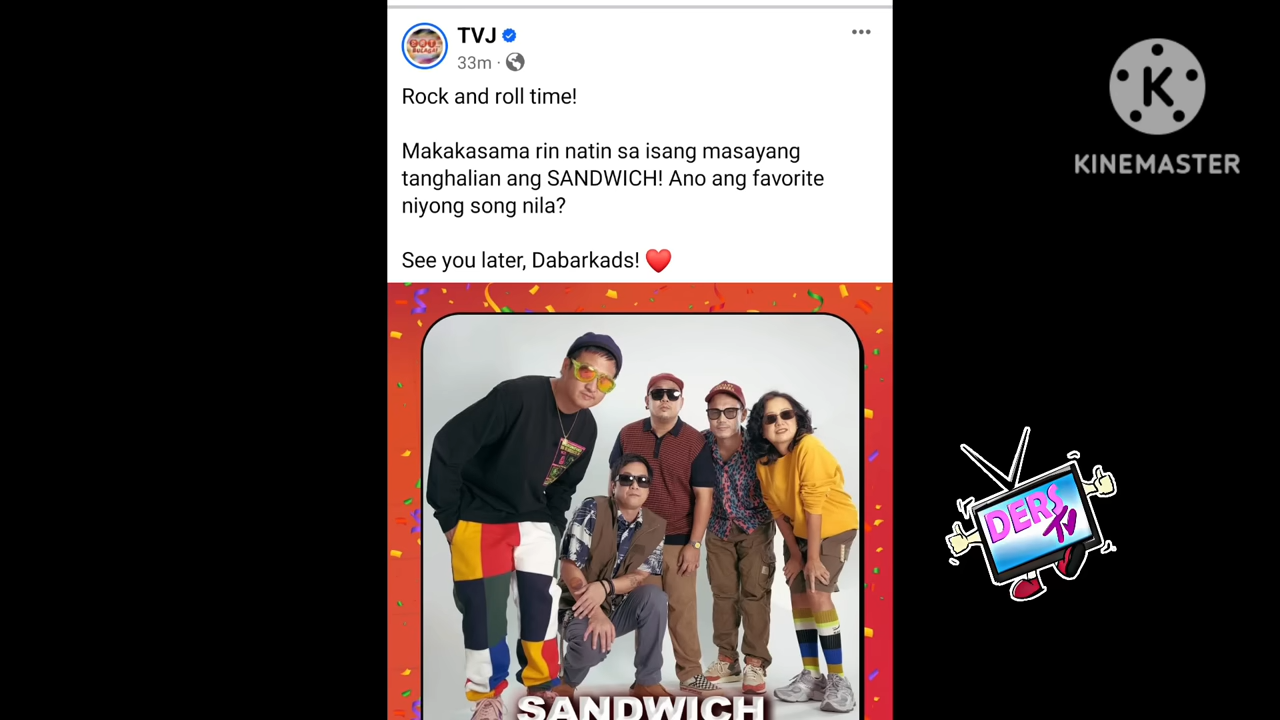 TVJ
33m ·
Rock and roll time!
Makakasama rin natin sa isang masayang
tanghalian ang SANDWICH! Ano ang favorite
niyong song nila?
See you later, Dabarkads! ❤️
SANDWICH
K
KINEMASTER
DERS
TV